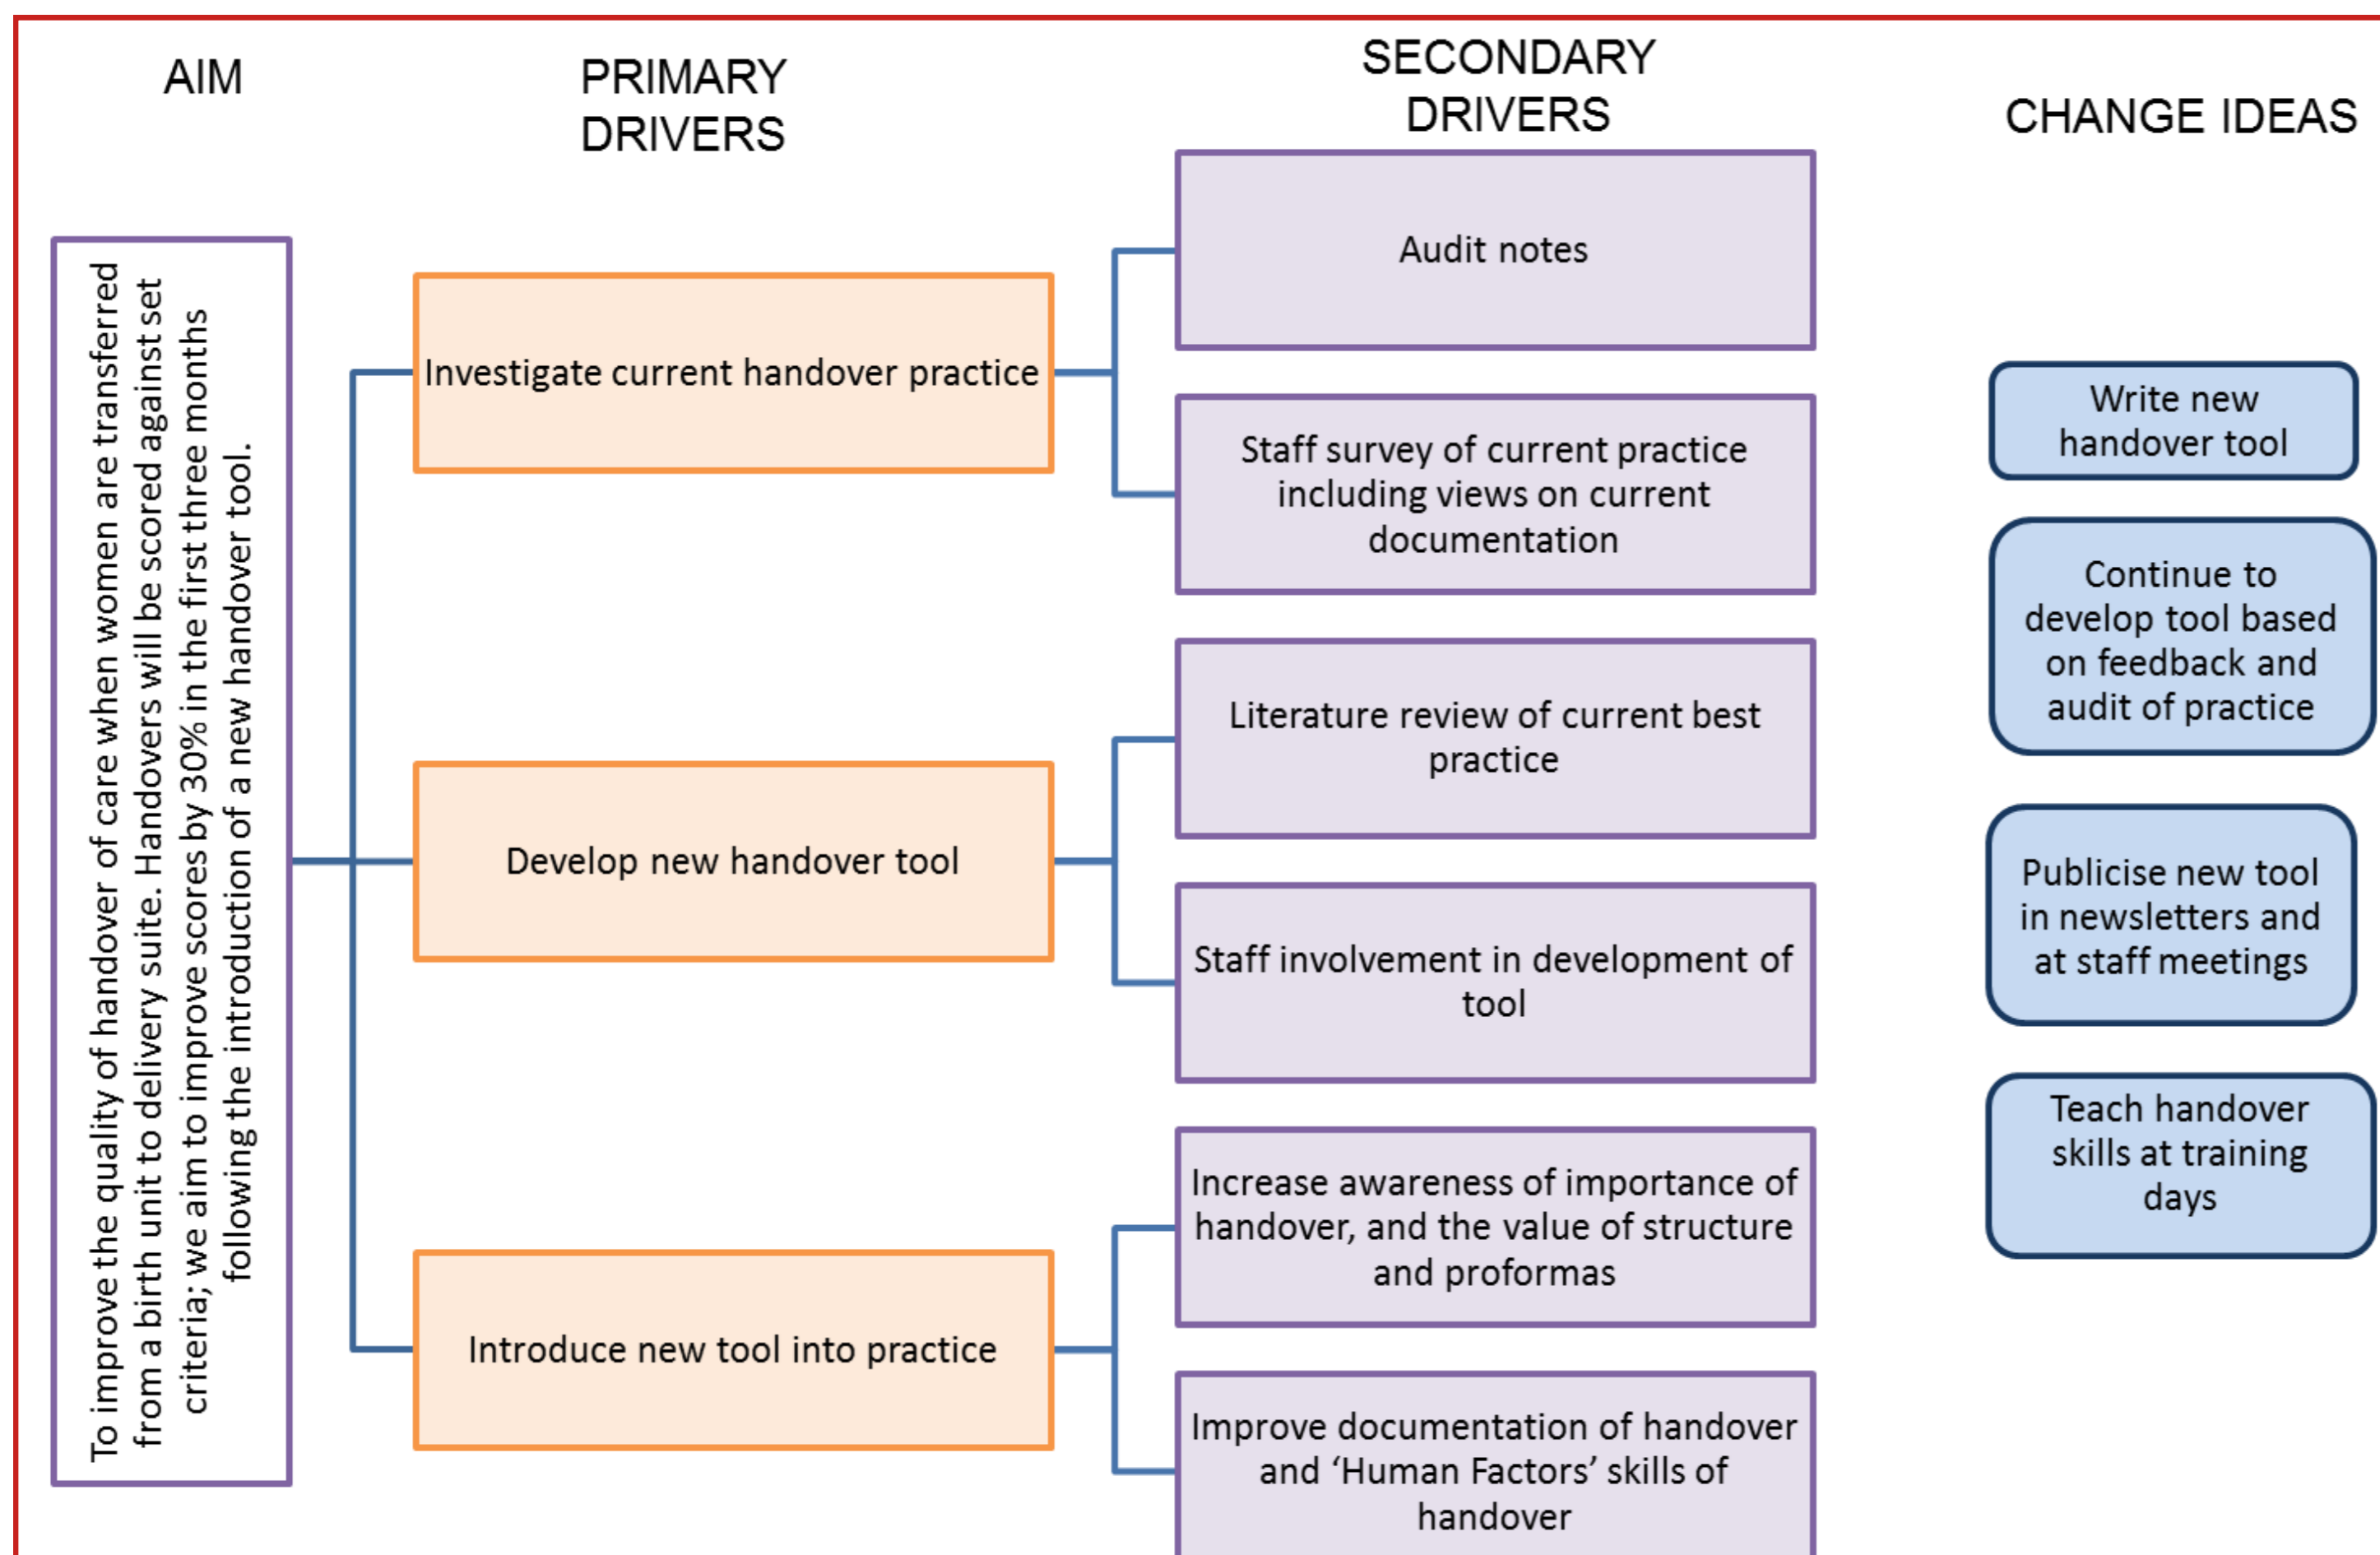 AIM
PRIMARY
DRIVERS
SECONDARY
DRIVERS
CHANGE IDEAS
To improve the quality of handover of care when women are transferred
from a birth unit to delivery suite. Handovers will be scored against set
criteria; we aim to improve scores by 30% in the first three months
following the introduction of a new handover tool.
Investigate current handover practice
Develop new handover tool
Introduce new tool into practice
Audit notes
Staff survey of current practice
including views on current
documentation
Literature review of current best
practice
Staff involvement in development of
tool
Increase awareness of importance of
handover, and the value of structure
and proformas
Improve documentation of handover
and ‘Human Factors’ skills of
handover
Write new
handover tool
Continue to
develop tool based
on feedback and
audit of practice
Publicise new tool
in newsletters and
at staff meetings
Teach handover
skills at training
days